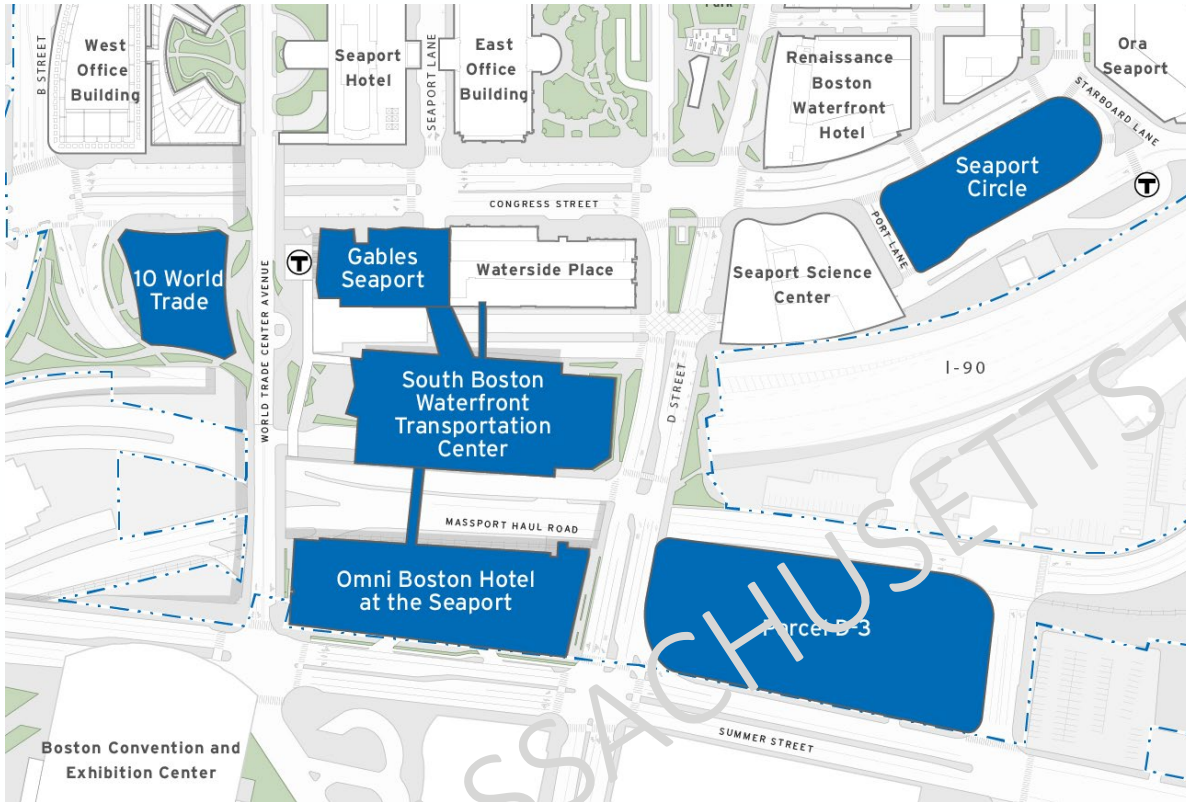 Park
B STREET
West
Office
Building
Seaport
Hotel
SEAPORT LANE
East
Office
Building
Renaissance
Boston
Waterfront
Hotel
Ora
Seaport
STARBOARD LANE
Seaport
Circle
T
PORT LANE
CONGRESS STREET
10 World
Trade
WORLD TRADE CENTER AVENUE
T
Gables
Seaport
Waterside Place
Seaport Science
Center
I-90
D STREET
South Boston
Waterfront
Transportation
Center
MASSPORT HAUL ROAD
Omni Boston Hotel
at the Seaport
Parcel D-3
SUMMER STREET
Boston Convention and
Exhibition Center
SSACHUSETTS